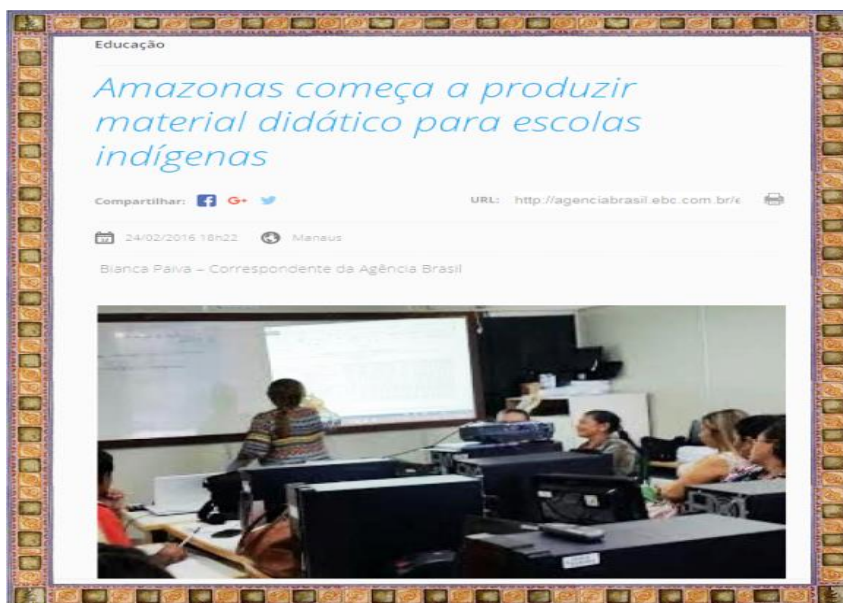 Educação
Amazonas começa a produzir
material didático para escolas
indígenas
Compartilhar: G+ URL: http://agenciabrasil.ebc.com.br/e
24/02/2016 18h22 Manaus
Bianca Paiva – Correspondente da Agência Brasil